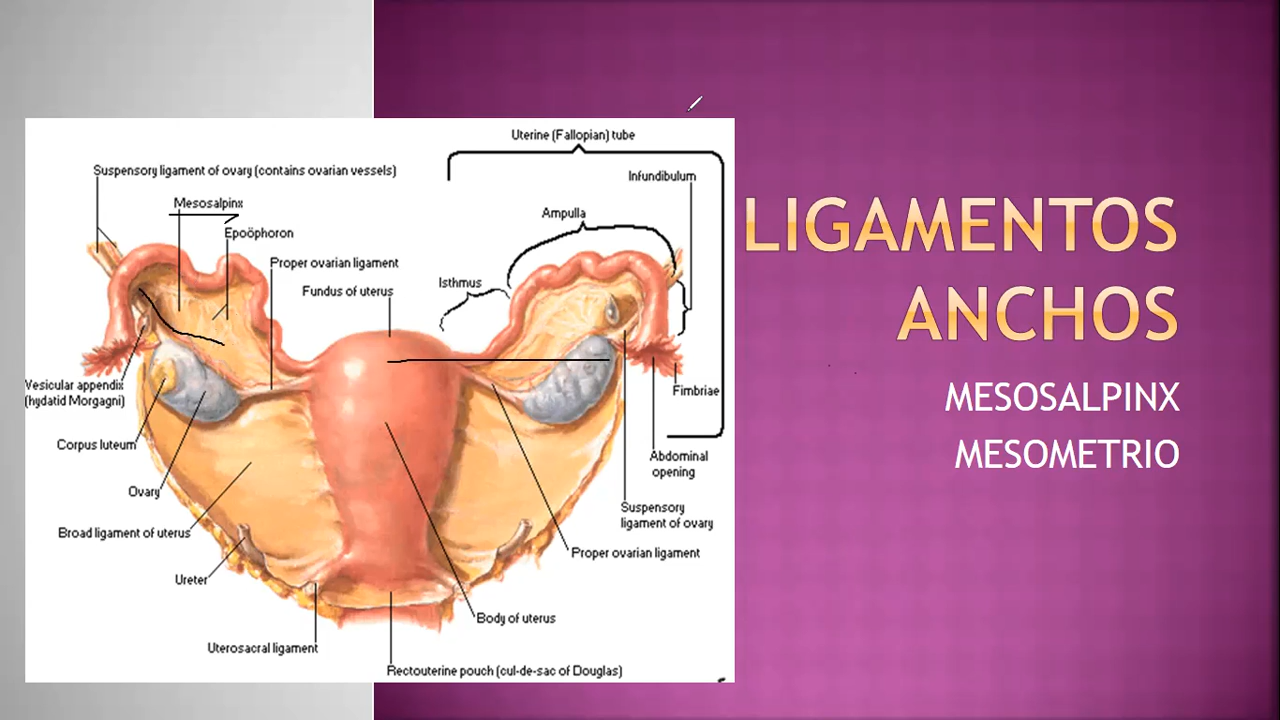 Uterine (Fallopian) tube
Suspensory ligament of ovary (contains ovarian vessels)
Infundibulum
Mesosalpinx
Ampulla
Epoöphoron
Proper ovarian ligament
Isthmus
Fundus of uterus
Vesicular appendix
(hydatid Morgagni)
Fimbriae
Corpus luteum
Abdominal
opening
Ovary
Suspensory
ligament of ovary
Broad ligament of uterus
Proper ovarian ligament
Ureter
Body of uterus
Uterosacral ligament
Rectouterine pouch (cul-de-sac of Douglas)
LIGAMENTOS
ANCHOS
MESOSALPINX
MESOMETRIO